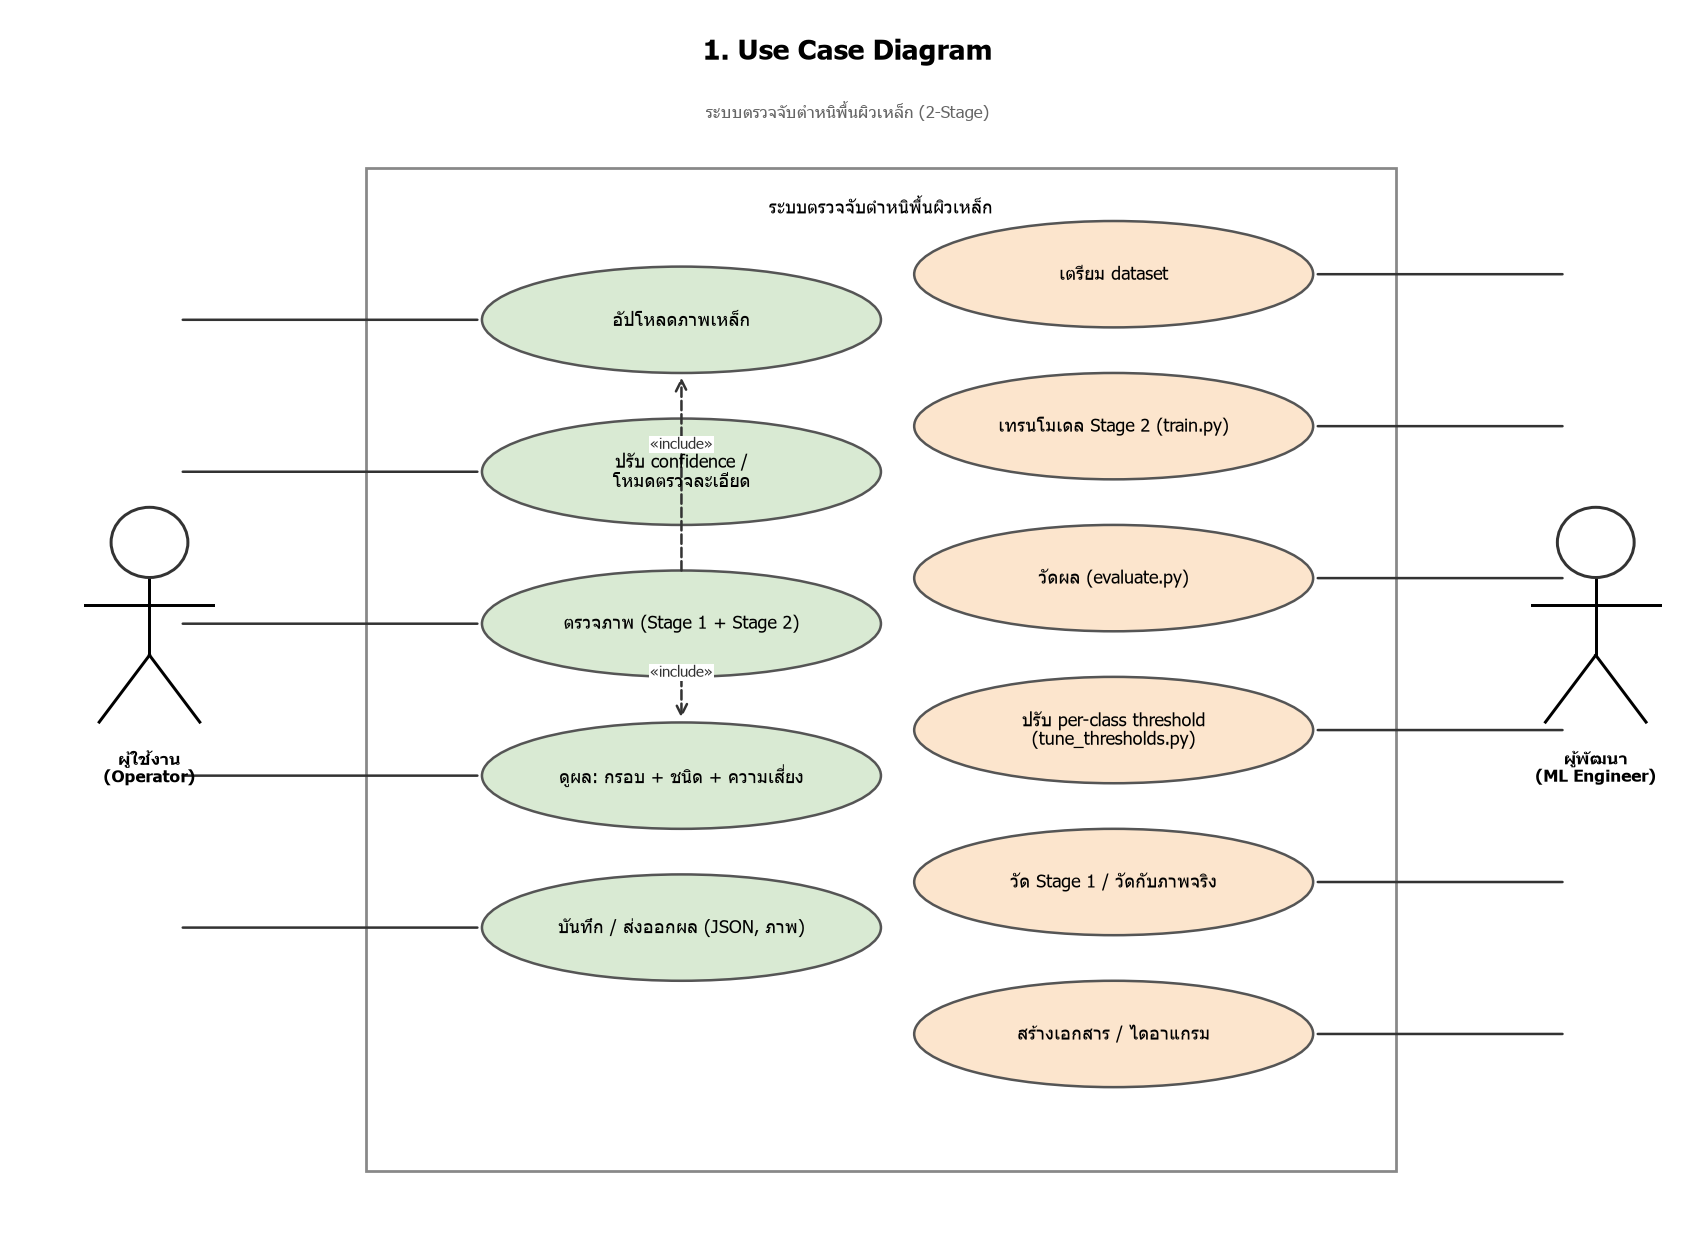 1. Use Case Diagram
ระบบตรวจจับตำหนิพื้นผิวเหล็ก (2-Stage)
ระบบตรวจจับตำหนิพื้นผิวเหล็ก
อัปโหลดภาพเหล็ก
«include»
ปรับ confidence /
โหมดตรวจละเอียด
ตรวจภาพ (Stage 1 + Stage 2)
«include»
ดูผล: กรอบ + ชนิด + ความเสี่ยง
บันทึก / ส่งออกผล (JSON, ภาพ)
เตรียม dataset
เทรนโมเดล Stage 2 (train.py)
วัดผล (evaluate.py)
ปรับ per-class threshold
(tune_thresholds.py)
วัด Stage 1 / วัดกับภาพจริง
สร้างเอกสาร / ไดอาแกรม
ผู้ใช้งาน
(Operator)
ผู้พัฒนา
(ML Engineer)